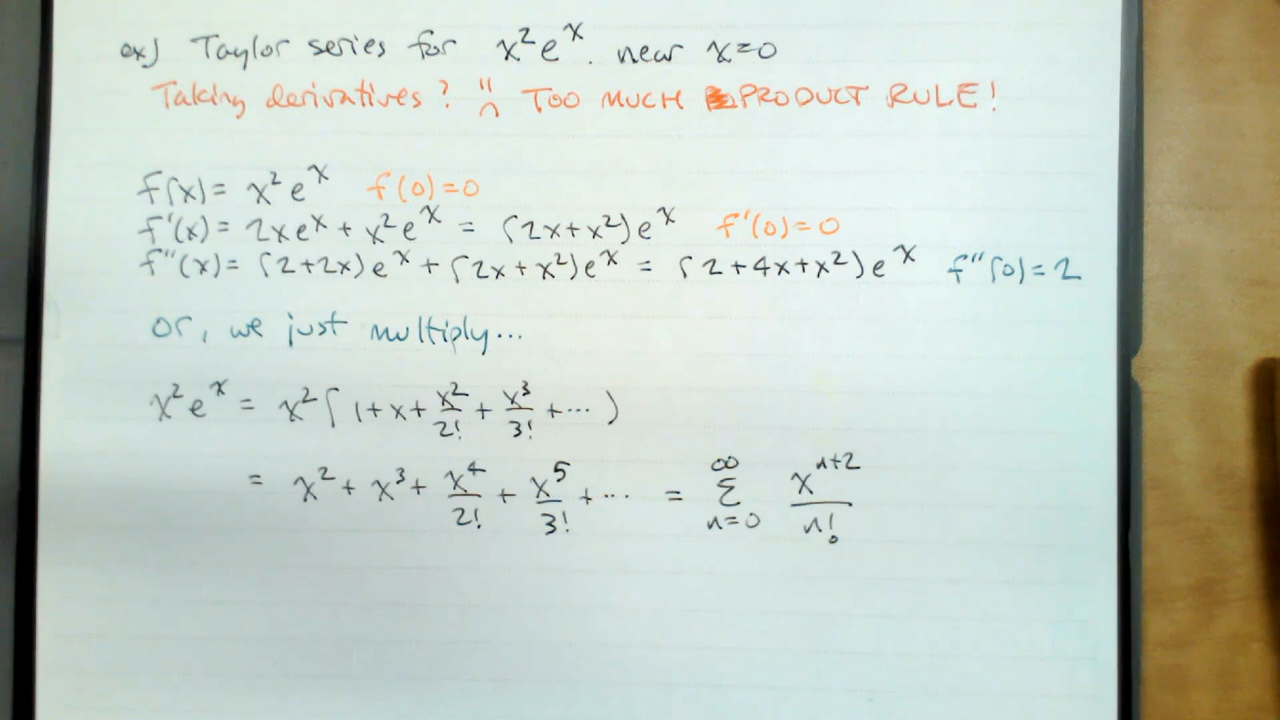 ex) Taylor series for x²eˣ. near x=0
Taking derivatives? :( TOO MUCH PRODUCT RULE!
f(x) = x²eˣ f(0)=0
f'(x) = 2xeˣ + x²eˣ = (2x+x²)eˣ f'(0)=0
f''(x) = (2+2x)eˣ + (2x+x²)eˣ = (2+4x+x²)eˣ f''(0)=2
or, we just multiply...
x²eˣ = x²(1+x+x²/2!+x³/3!+...)
= x²+x³+x⁴/2!+x⁵/3!+... = ∑_{n=0}^{∞} x^{n+2}/n!